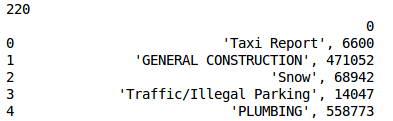 220
0
0 'Taxi Report', 6600
1 'GENERAL CONSTRUCTION', 471052
2 'Snow', 68942
3 'Traffic/Illegal Parking', 14047
4 'PLUMBING', 558773